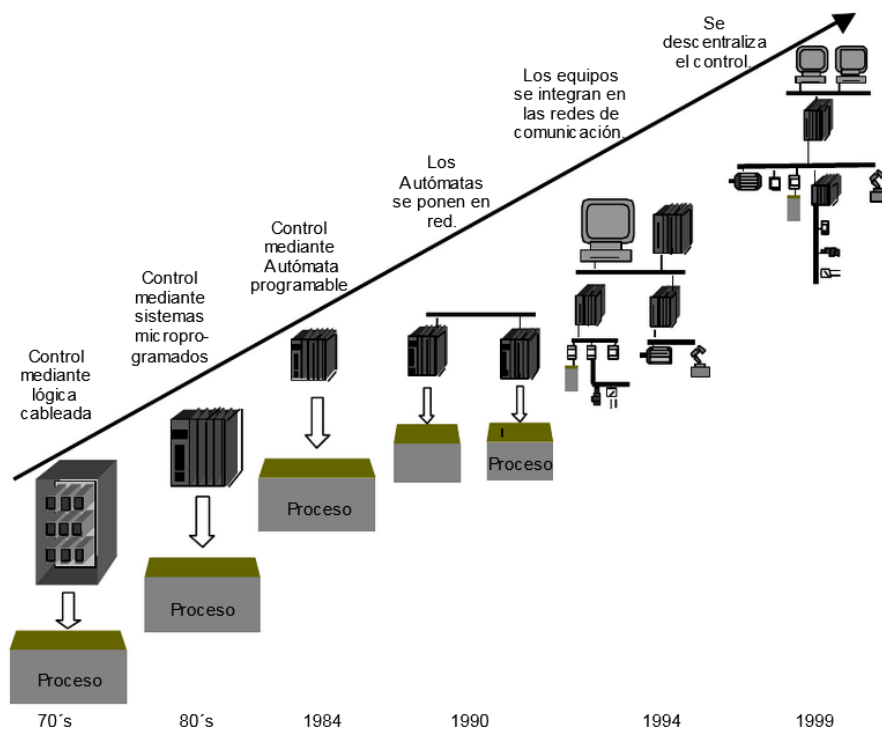 Se
descentraliza
el control.
Los equipos
se integran en
las redes de
comunicación.
Los
Autómatas
se ponen en
red.
Control
mediante
Autómata
programable
Control
mediante
sistemas
micropro-
gramados
Control
mediante
lógica
cableada
Proceso
Proceso
Proceso
Proceso
70´s 80´s 1984 1990 1994 1999